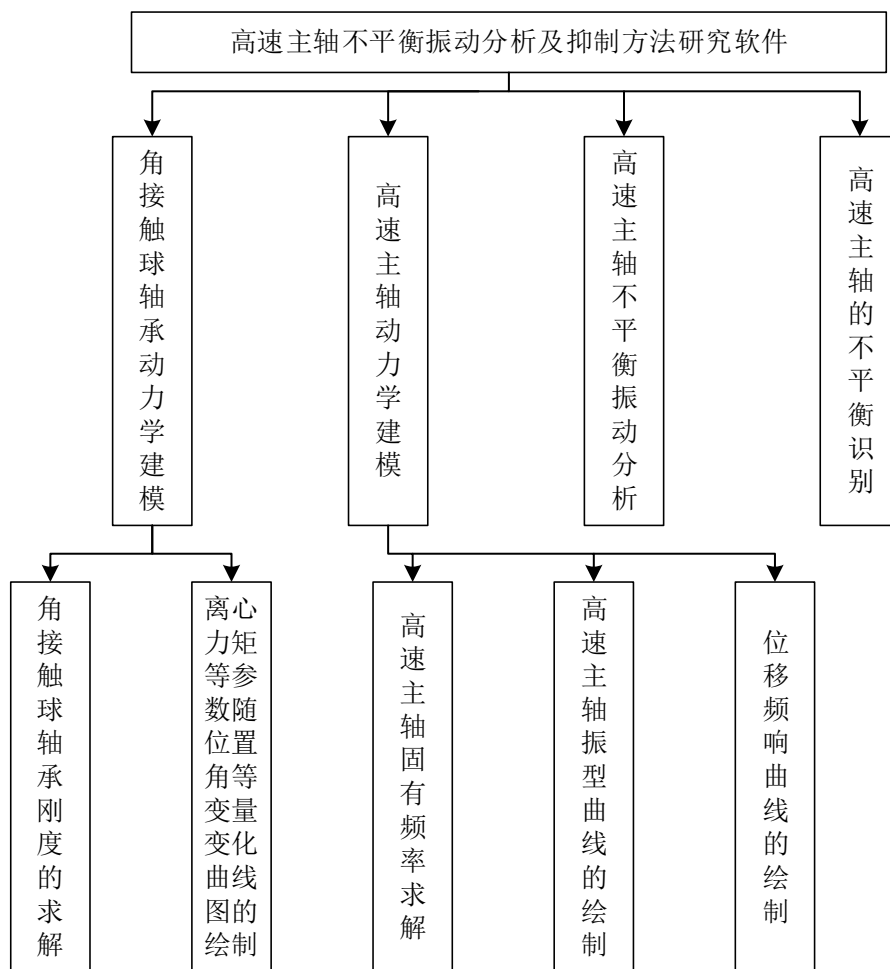 高速主轴不平衡振动分析及抑制方法研究软件
角接触球轴承动力学建模
高速主轴动力学建模
高速主轴不平衡振动分析
高速主轴的不平衡识别
角接触球轴承刚度的求解
离心力矩等参数随位置角等变量变化曲线图的绘制
高速主轴固有频率求解
高速主轴振型曲线的绘制
位移频响曲线的绘制